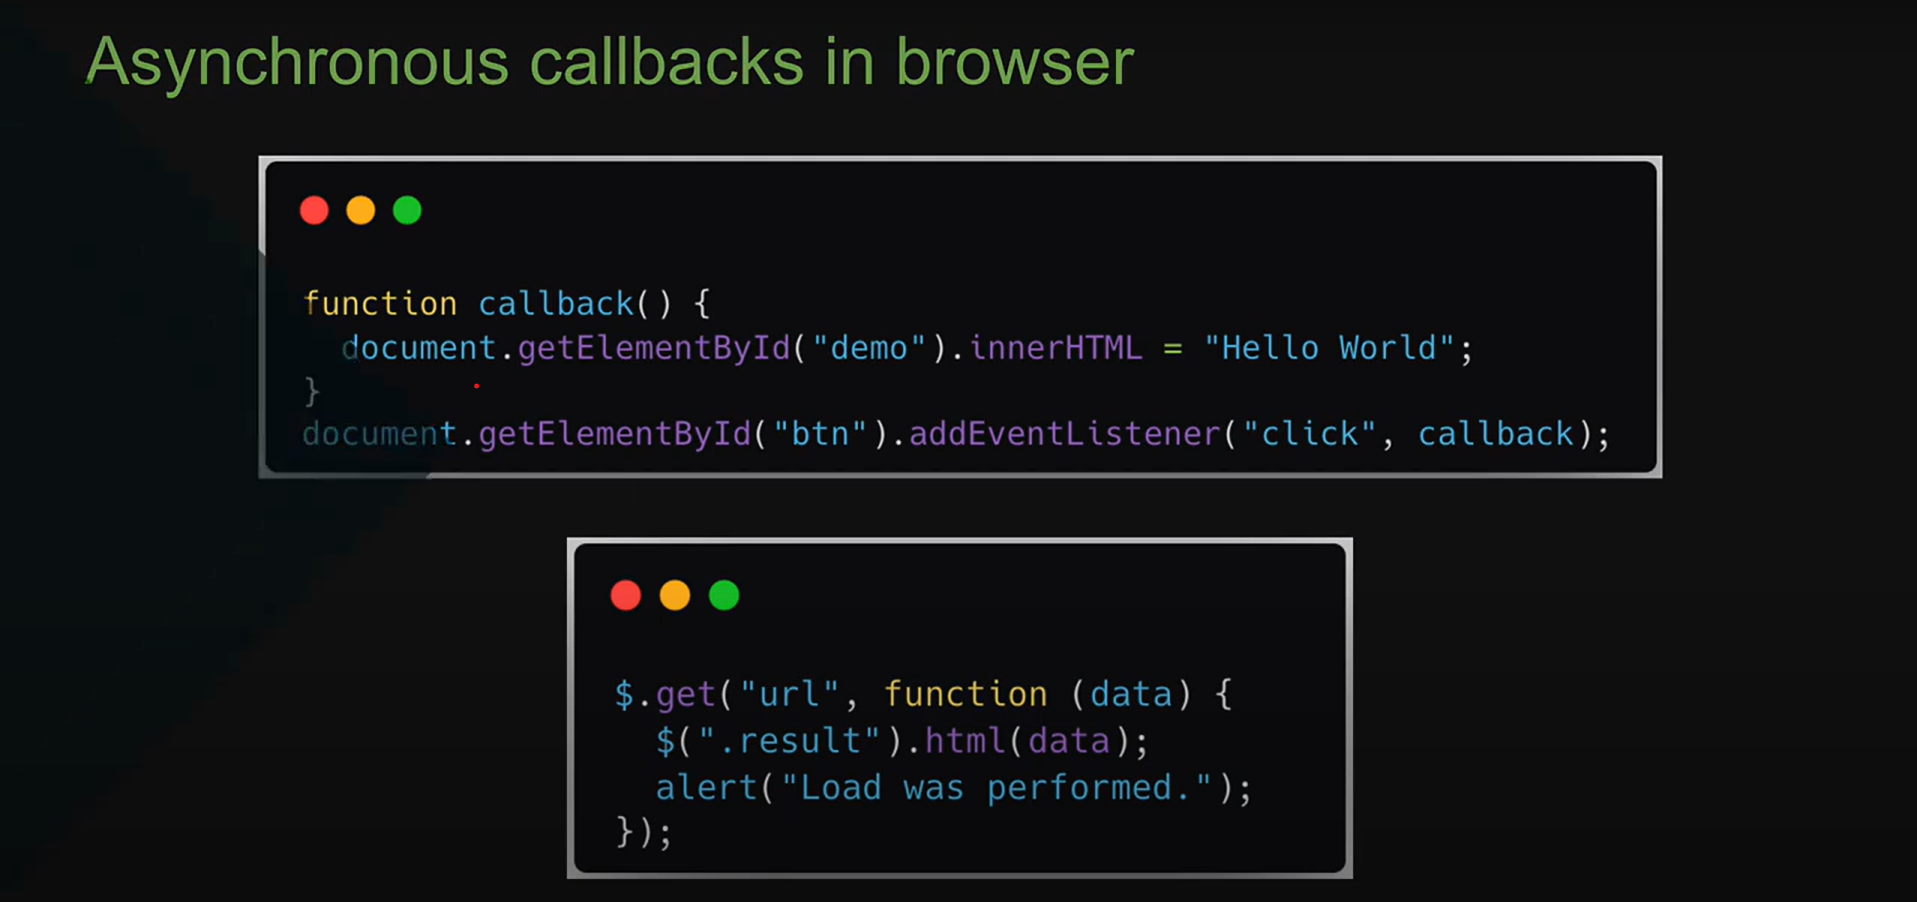 Asynchronous callbacks in browser
function callback() {
  document.getElementById("demo").innerHTML = "Hello World";
}
document.getElementById("btn").addEventListener("click", callback);
$.get("url", function (data) {
  $(".result").html(data);
  alert("Load was performed.");
});